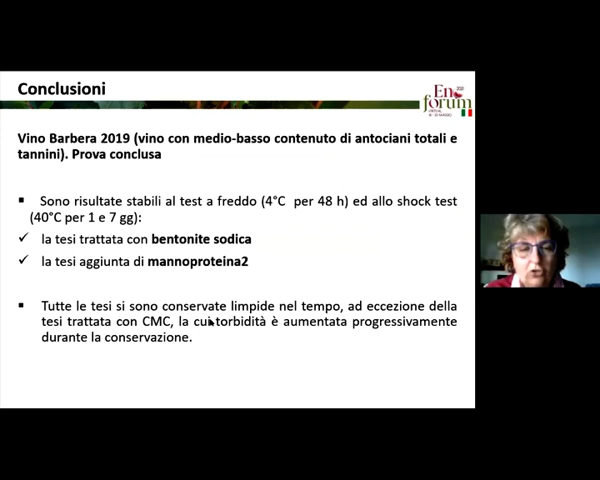 Conclusioni
Enoforum
2021
Vino Barbera 2019 (vino con medio-basso contenuto di antociani totali e
tannini). Prova conclusa
▪ Sono risultate stabili al test a freddo (4°C per 48 h) ed allo shock test
(40°C per 1 e 7 gg):
✓ la tesi trattata con bentonite sodica
✓ la tesi aggiunta di mannoproteina2
▪ Tutte le tesi si sono conservate limpide nel tempo, ad eccezione della
tesi trattata con CMC, la cui torbidità è aumentata progressivamente
durante la conservazione.